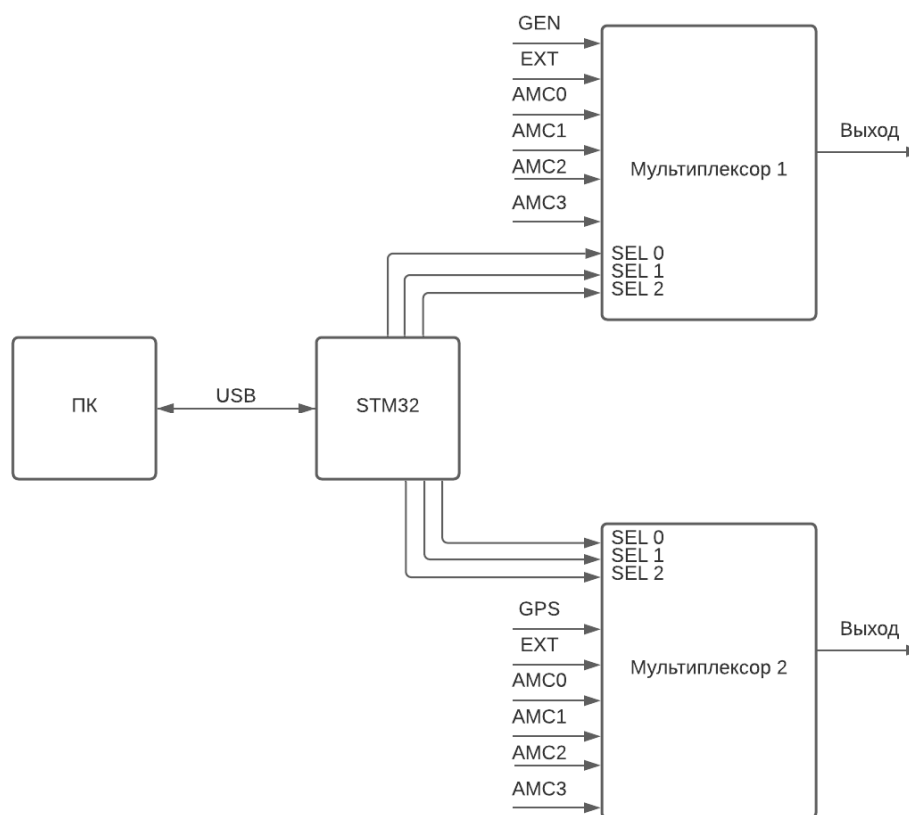 GEN
EXT
AMC0
AMC1
AMC2
AMC3
Мультиплексор 1
Выход
SEL 0
SEL 1
SEL 2
ПК
USB
STM32
SEL 0
SEL 1
SEL 2
GPS
EXT
AMC0
AMC1
AMC2
AMC3
Мультиплексор 2
Выход